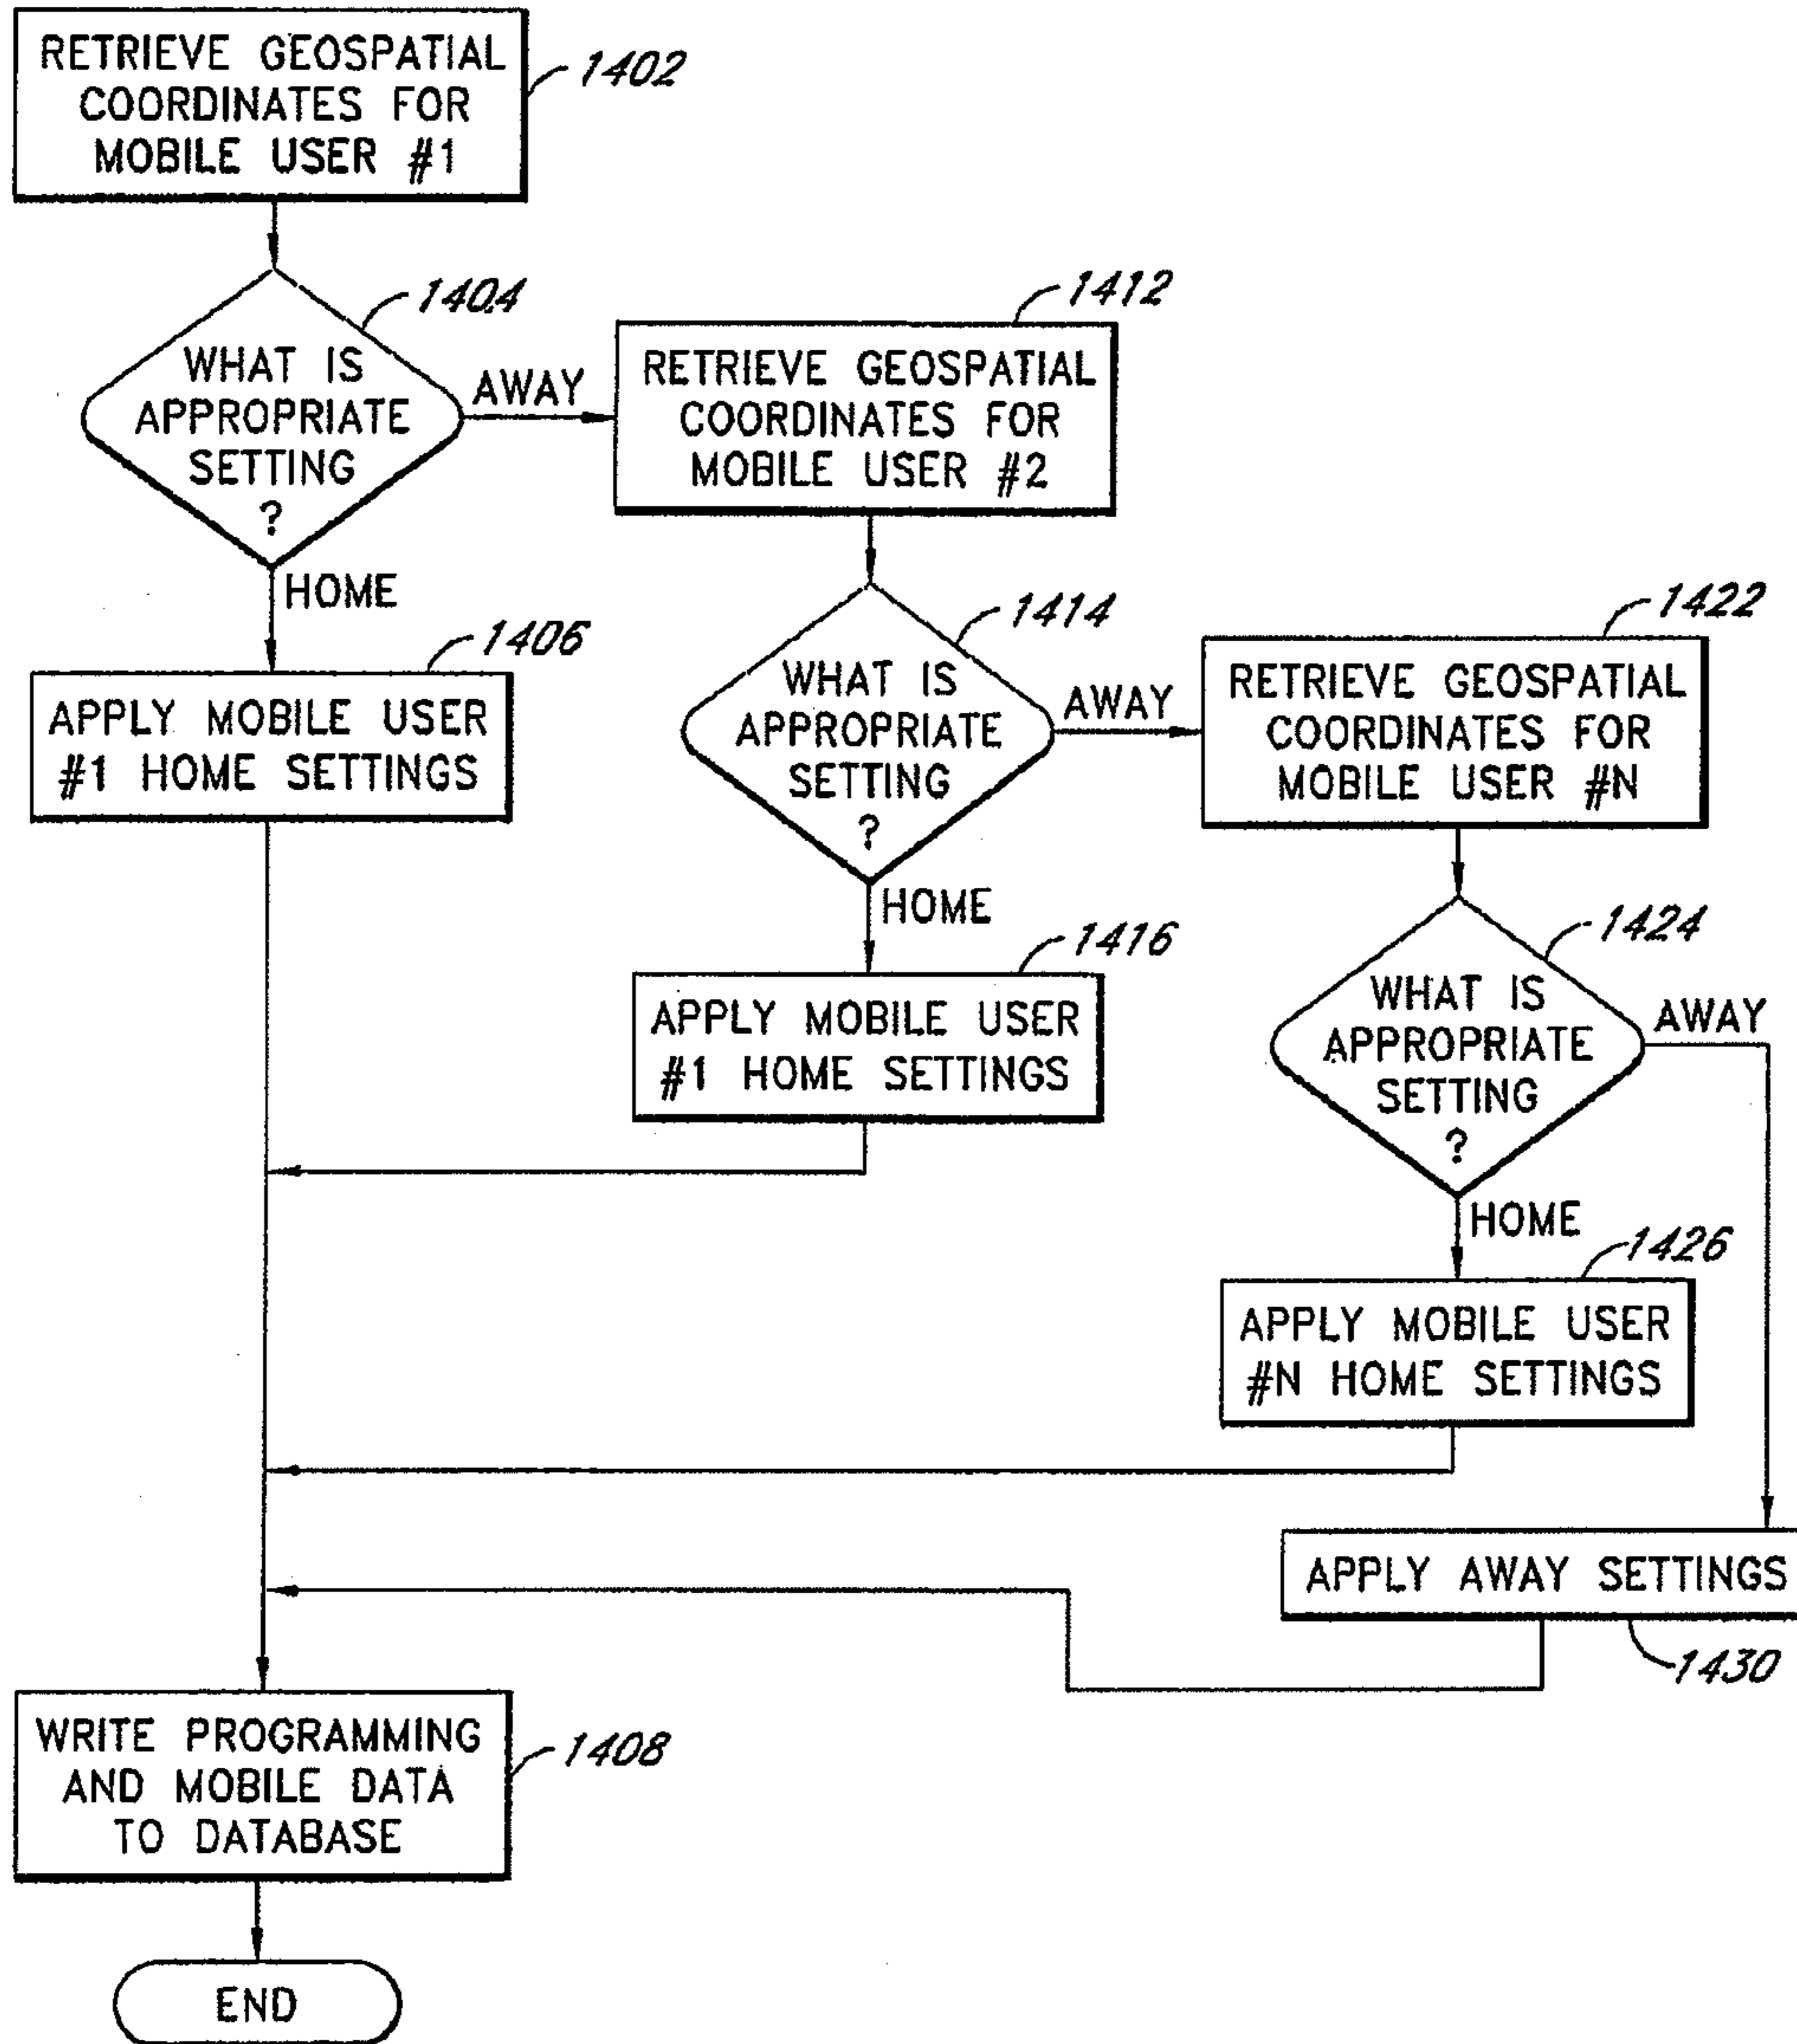 RETRIEVE GEOSPATIAL
COORDINATES FOR
MOBILE USER #1
1402
WHAT IS
APPROPRIATE
SETTING
?
1404
AWAY
HOME
APPLY MOBILE USER
#1 HOME SETTINGS
1406
RETRIEVE GEOSPATIAL
COORDINATES FOR
MOBILE USER #2
1412
WHAT IS
APPROPRIATE
SETTING
?
1414
AWAY
HOME
APPLY MOBILE USER
#1 HOME SETTINGS
1416
RETRIEVE GEOSPATIAL
COORDINATES FOR
MOBILE USER #N
1422
WHAT IS
APPROPRIATE
SETTING
?
1424
AWAY
HOME
APPLY MOBILE USER
#N HOME SETTINGS
1426
APPLY AWAY SETTINGS
1430
WRITE PROGRAMMING
AND MOBILE DATA
TO DATABASE
1408
END